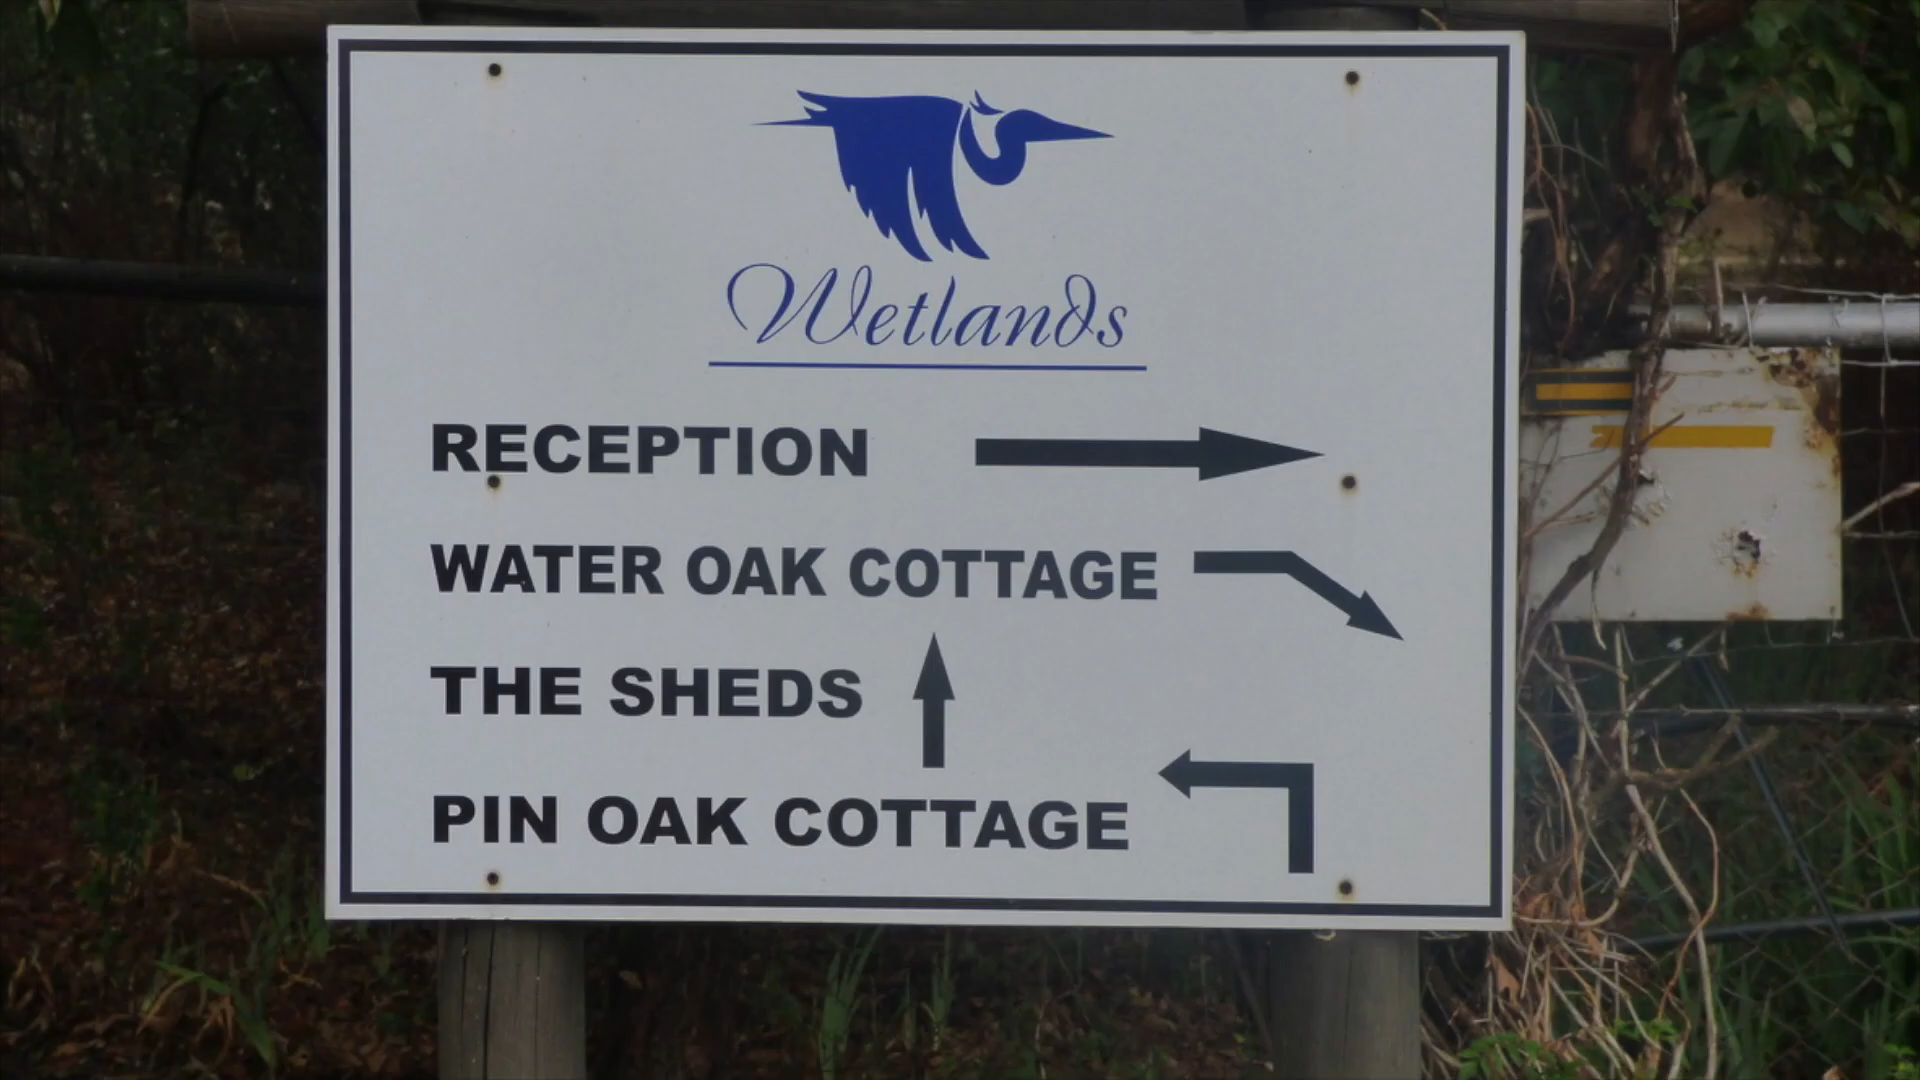 Wetlands
RECEPTION
WATER OAK COTTAGE
THE SHEDS
PIN OAK COTTAGE